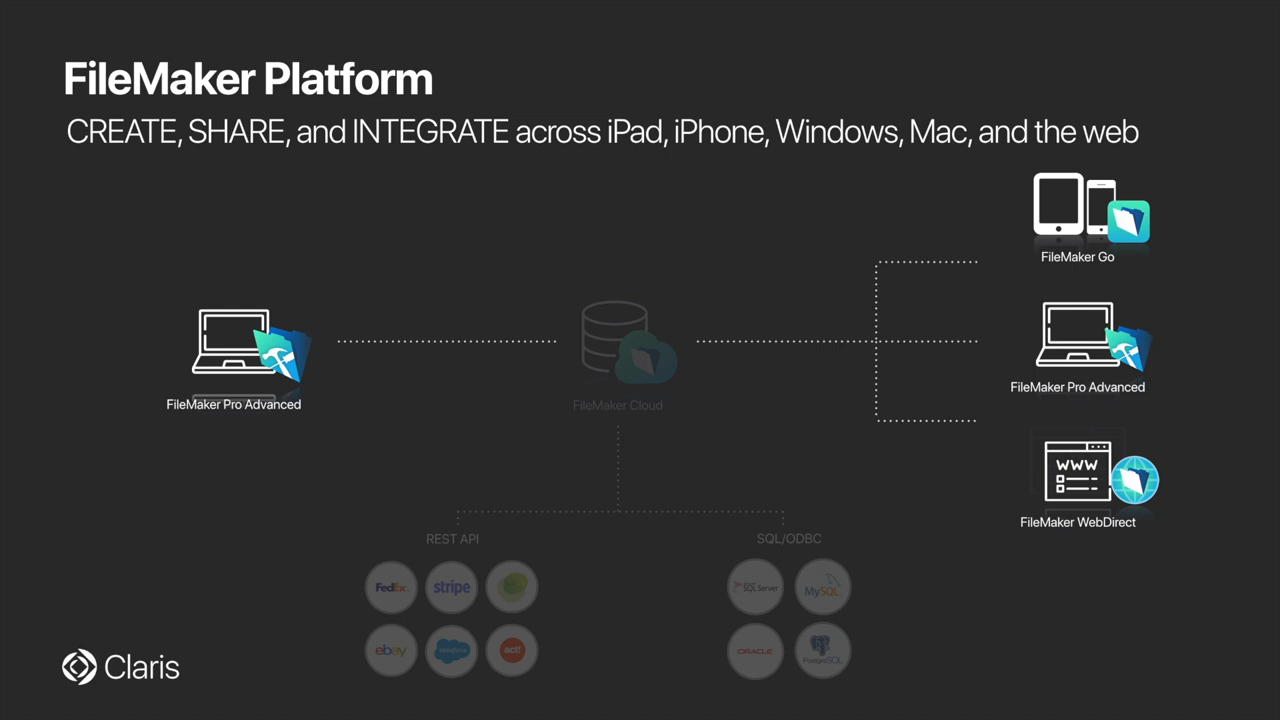 FileMaker Platform
CREATE, SHARE, and INTEGRATE across iPad, iPhone, Windows, Mac, and the web
FileMaker Go
FileMaker Pro Advanced
FileMaker Cloud
FileMaker Pro Advanced
WWW
FileMaker WebDirect
REST API
SQL/ODBC
FedEx
stripe
SQL Server
MySQL
ebay
salesforce
act!
ORACLE
PostgreSQL
Claris